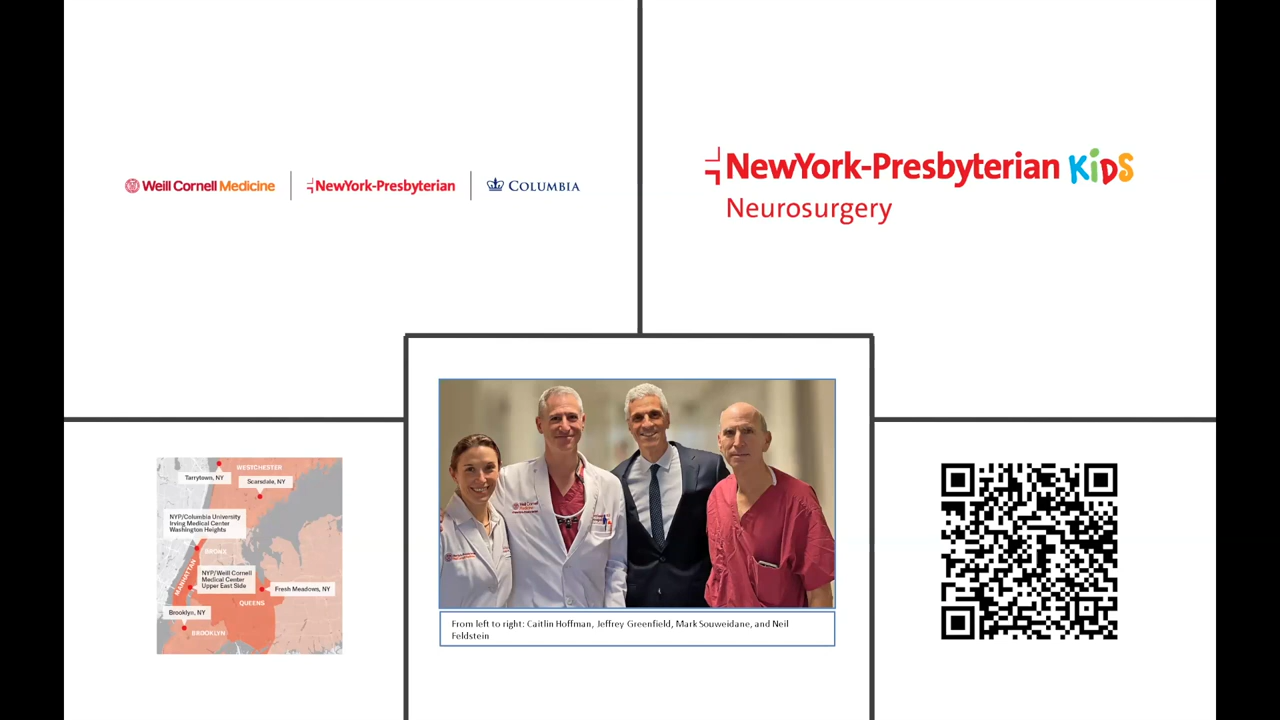 Weill Cornell Medicine
NewYork-Presbyterian
COLUMBIA
NewYork-Presbyterian KiDS
Neurosurgery
WESTCHESTER
Tarrytown, NY
Scarsdale, NY
NYP/Columbia University
Irving Medical Center
Washington Heights
BRONX
MANHATTAN
NYP/Weill Cornell
Medical Center
Upper East Side
Fresh Meadows, NY
QUEENS
Brooklyn, NY
BROOKLYN
From left to right: Caitlin Hoffman, Jeffrey Greenfield, Mark Souweidane, and Neil
Feldstein